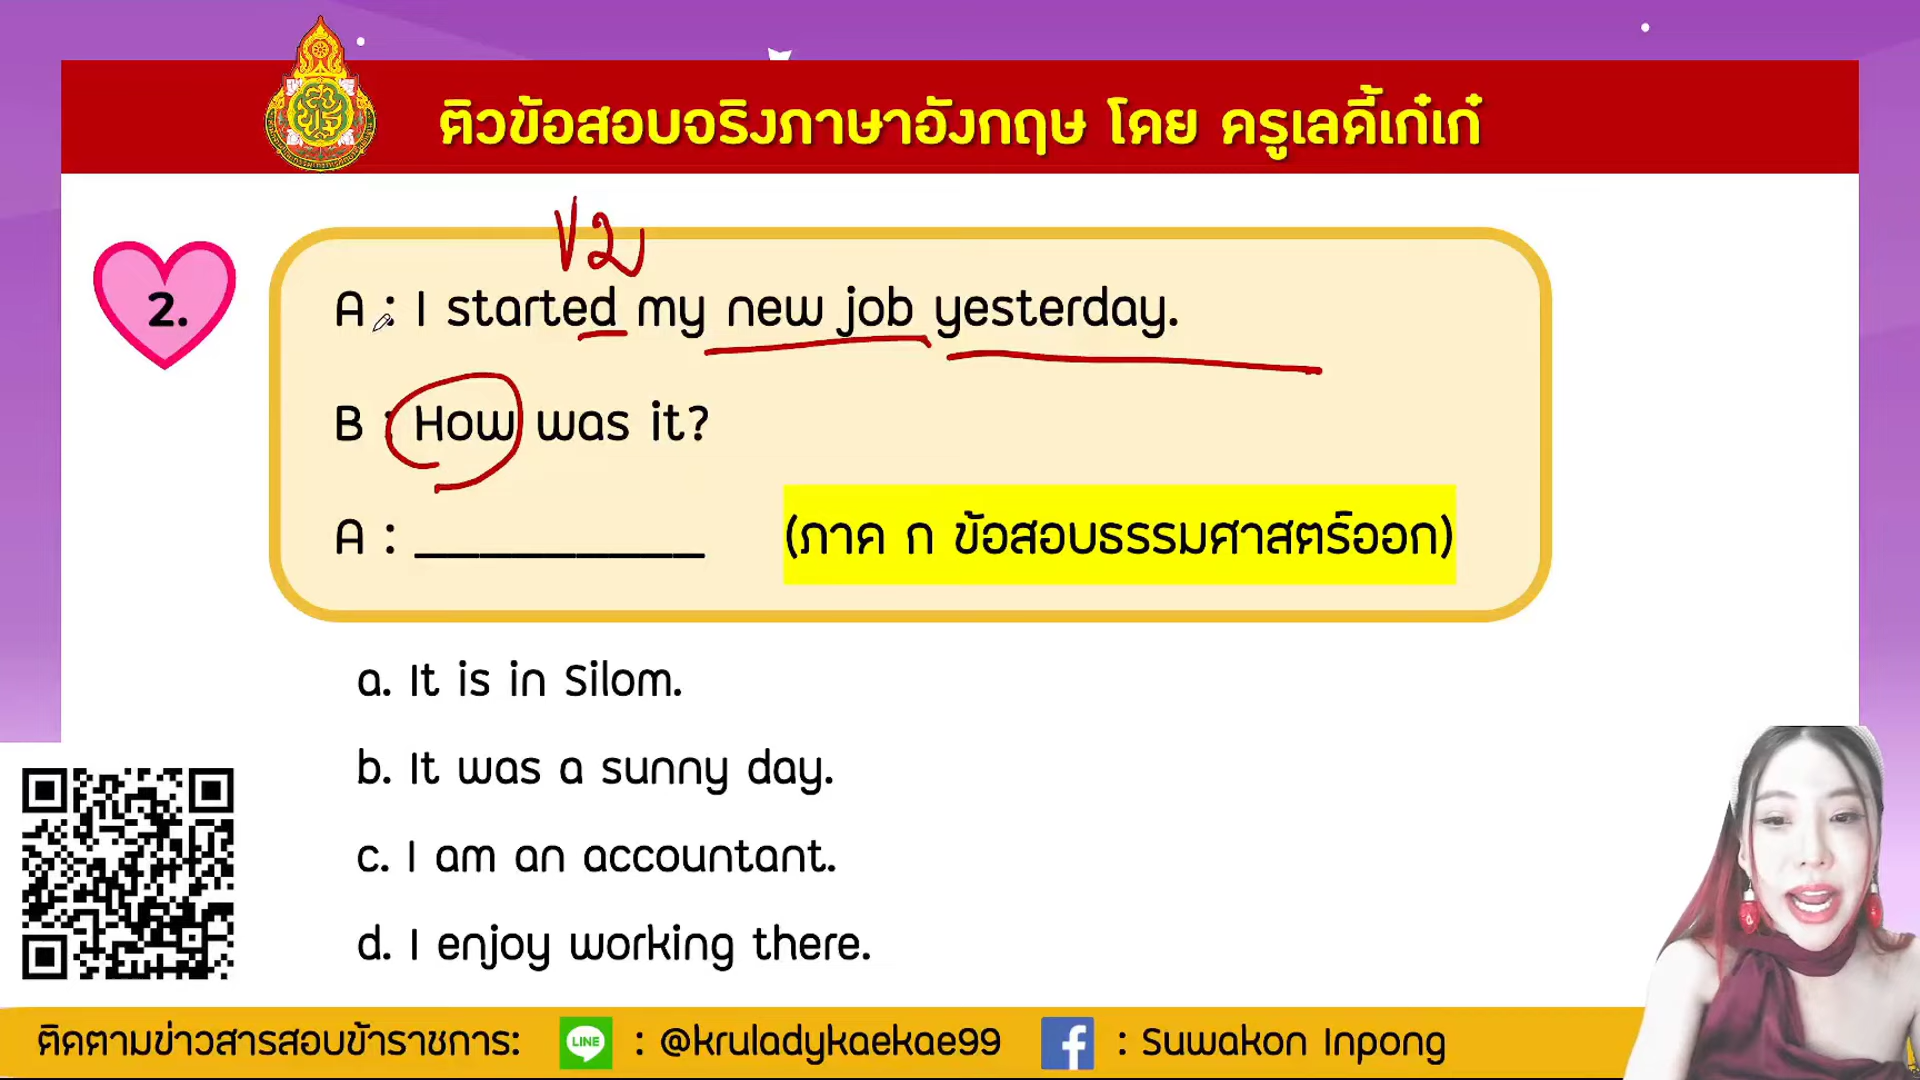 ติวข้อสอบจริงภาษาอังกฤษ โดย ครูเลดี้เก๋เก๋
V2
2.
A : I started my new job yesterday.
B : How was it?
A : __________ (ภาค ก ข้อสอบธรรมศาสตร์ออก)
a. It is in Silom.
b. It was a sunny day.
c. I am an accountant.
d. I enjoy working there.
ติดตามข่าวสารสอบข้าราชการ: LINE : @kruladykaekae99 f : Suwakon Inpong